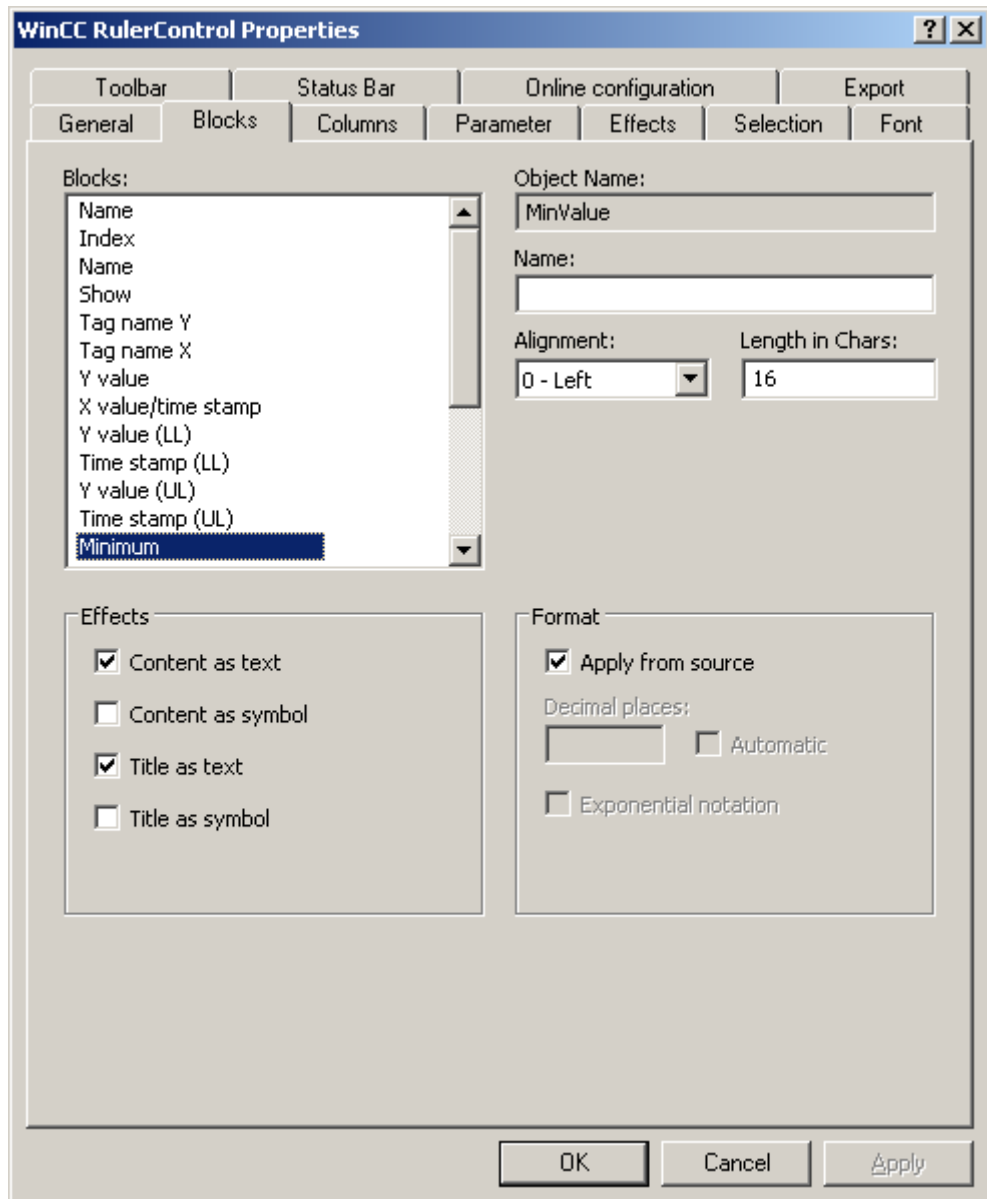 WinCC RulerControl Properties
Toolbar Status Bar Online configuration Export
General Blocks Columns Parameter Effects Selection Font
Blocks:
Name
Index
Name
Show
Tag name Y
Tag name X
Y value
X value/time stamp
Y value (LL)
Time stamp (LL)
Y value (UL)
Time stamp (UL)
Minimum
Object Name:
MinValue
Name:
Alignment: Length in Chars:
0 - Left 16
Effects
Content as text
Content as symbol
Title as text
Title as symbol
Format
Apply from source
Decimal places:
Automatic
Exponential notation
OK Cancel Apply